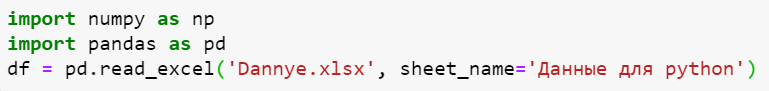 import numpy as np
import pandas as pd
df = pd.read_excel('Dannye.xlsx', sheet_name='Данные для python')